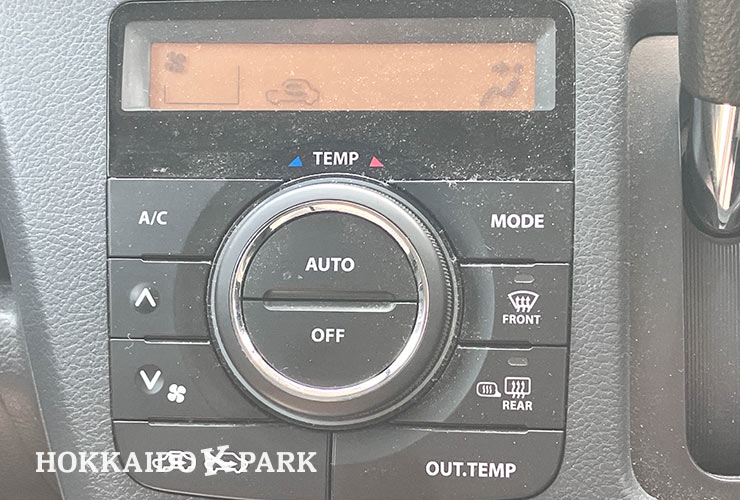 TEMP
A/C
MODE
AUTO
OFF
FRONT
REAR
OUT.TEMP
HOKKAIDO K PARK